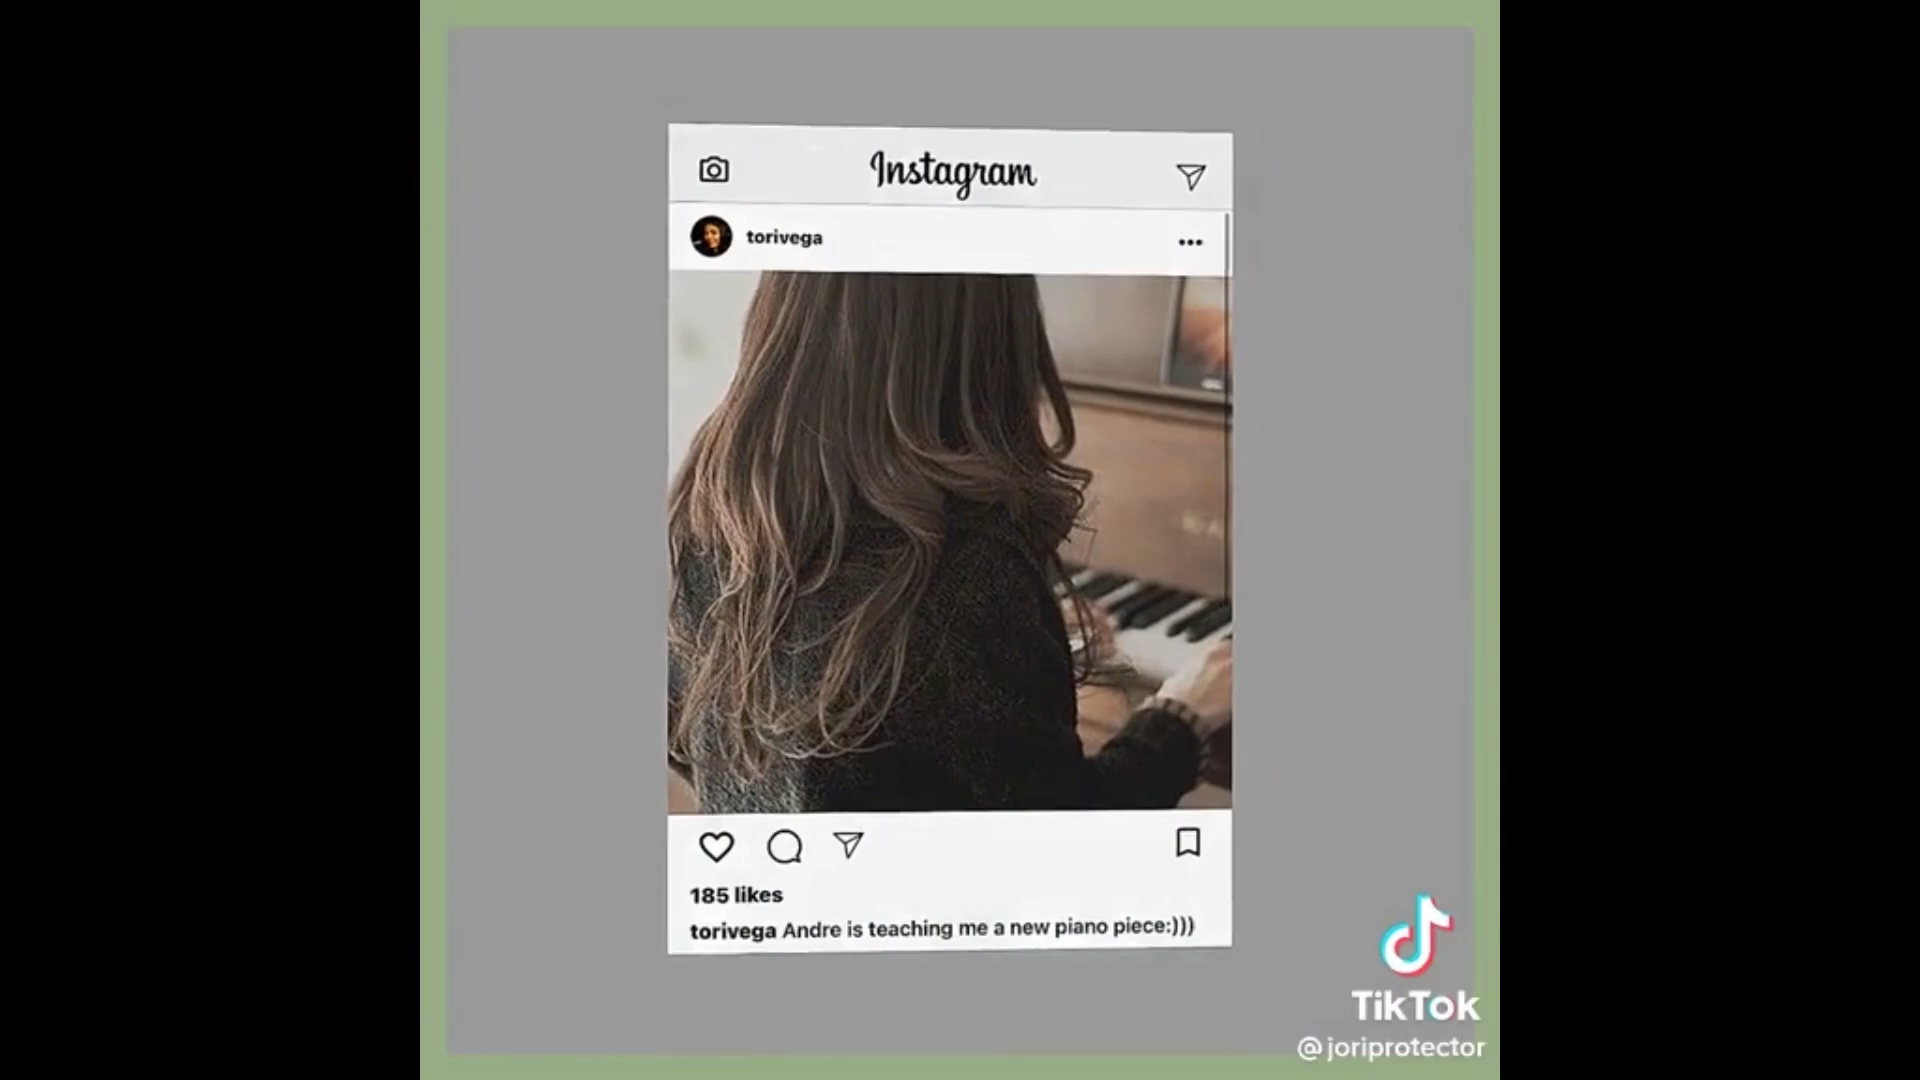 Instagram
torivega
185 likes
torivega Andre is teaching me a new piano piece:)))
TikTok
@joriprotector